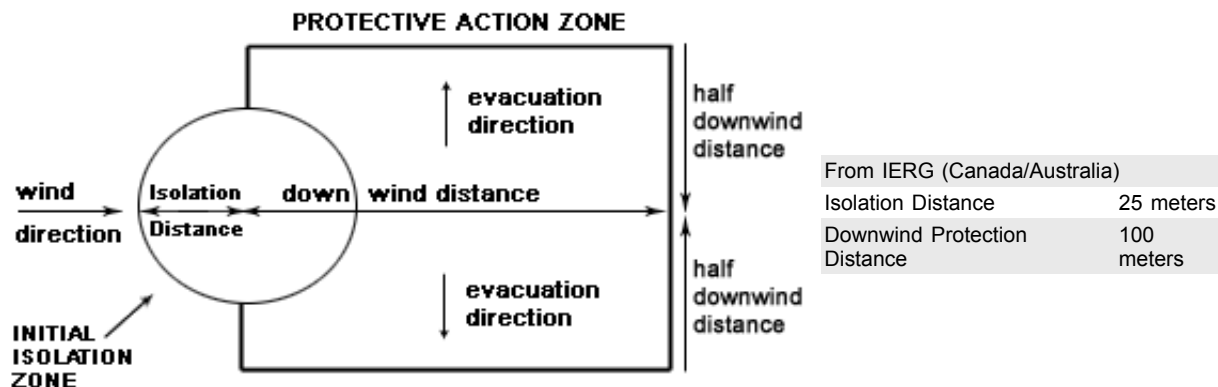 PROTECTIVE ACTION ZONE
evacuation
direction
half
downwind
distance
wind
direction
Isolation
Distance
down wind distance
evacuation
direction
half
downwind
distance
INITIAL
ISOLATION
ZONE
From IERG (Canada/Australia)
Isolation Distance 25 meters
Downwind Protection 100
Distance meters